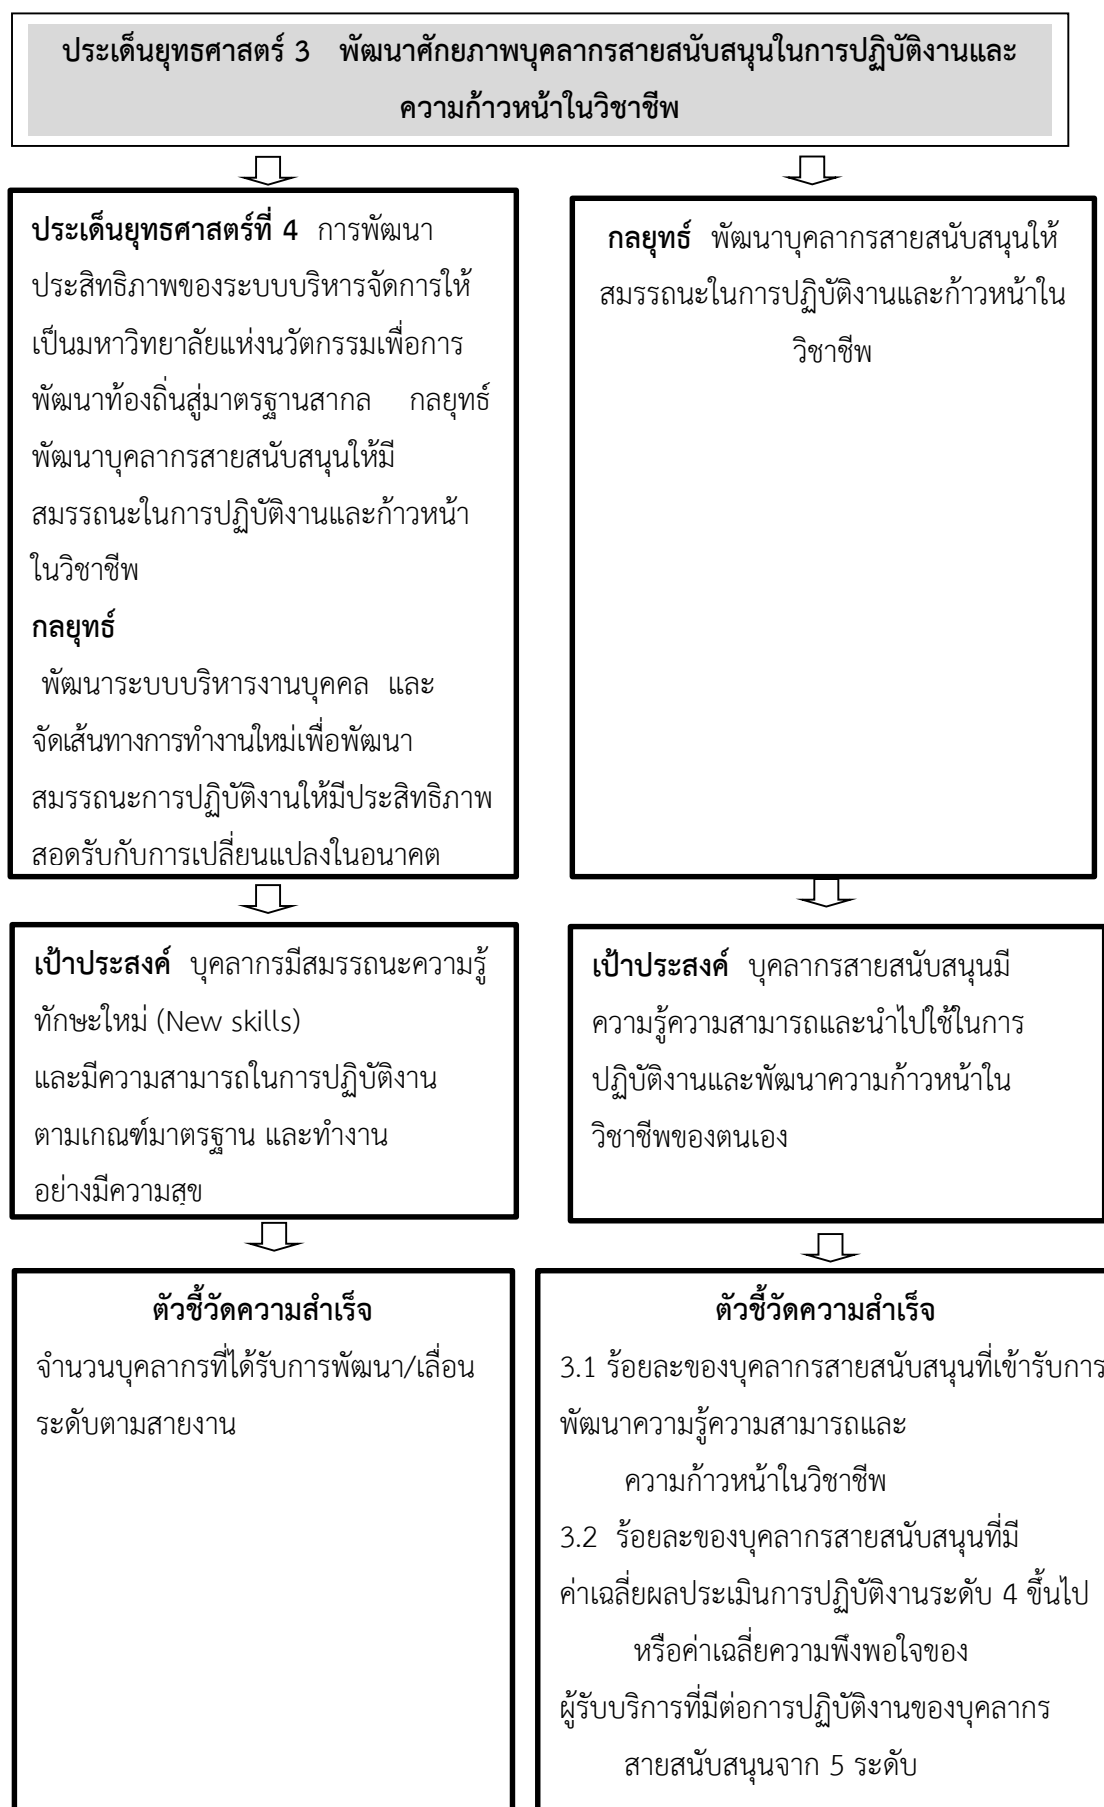 ประเด็นยุทธศาสตร์ 3 พัฒนาศักยภาพบุคลากรสายสนับสนุนในการปฏิบัติงานและ
ความก้าวหน้าในวิชาชีพ
ประเด็นยุทธศาสตร์ที่ 4 การพัฒนา
ประสิทธิภาพของระบบบริหารจัดการให้
เป็นมหาวิทยาลัยแห่งนวัตกรรมเพื่อการ
พัฒนาท้องถิ่นสู่มาตรฐานสากล กลยุทธ์
พัฒนาบุคลากรสายสนับสนุนให้มี
สมรรถนะในการปฏิบัติงานและก้าวหน้า
ในวิชาชีพ
กลยุทธ์
พัฒนาระบบบริหารงานบุคคล และ
จัดเส้นทางการทำงานใหม่เพื่อพัฒนา
สมรรถนะการปฏิบัติงานให้มีประสิทธิภาพ
สอดรับกับการเปลี่ยนแปลงในอนาคต
กลยุทธ์ พัฒนาบุคลากรสายสนับสนุนให้
สมรรถนะในการปฏิบัติงานและก้าวหน้าใน
วิชาชีพ
เป้าประสงค์ บุคลากรมีสมรรถนะความรู้
ทักษะใหม่ (New skills)
และมีความสามารถในการปฏิบัติงาน
ตามเกณฑ์มาตรฐาน และทำงาน
อย่างมีความสุข
เป้าประสงค์ บุคลากรสายสนับสนุนมี
ความรู้ความสามารถและนำไปใช้ในการ
ปฏิบัติงานและพัฒนาความก้าวหน้าใน
วิชาชีพของตนเอง
ตัวชี้วัดความสำเร็จ
จำนวนบุคลากรที่ได้รับการพัฒนา/เลื่อน
ระดับตามสายงาน
ตัวชี้วัดความสำเร็จ
3.1 ร้อยละของบุคลากรสายสนับสนุนที่เข้ารับการ
พัฒนาความรู้ความสามารถและ
ความก้าวหน้าในวิชาชีพ
3.2 ร้อยละของบุคลากรสายสนับสนุนที่มี
ค่าเฉลี่ยผลประเมินการปฏิบัติงานระดับ 4 ขึ้นไป
หรือค่าเฉลี่ยความพึงพอใจของ
ผู้รับบริการที่มีต่อการปฏิบัติงานของบุคลากร
สายสนับสนุนจาก 5 ระดับ